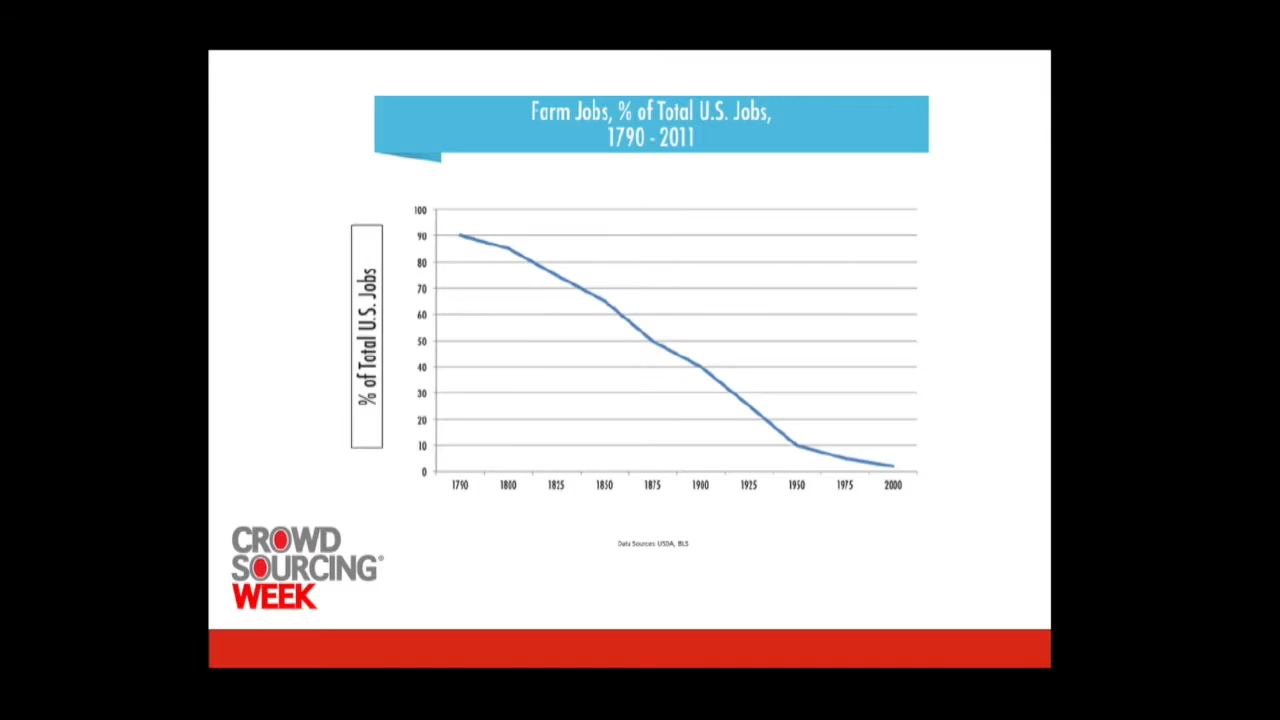 Farm Jobs, % of Total U.S. Jobs,
1790 - 2011
% of Total U.S. Jobs
100
90
80
70
60
50
40
30
20
10
0
1790 1800 1825 1850 1875 1900 1925 1950 1975 2000
Data Sources: USDA, BLS
CROWD
SOURCING®
WEEK